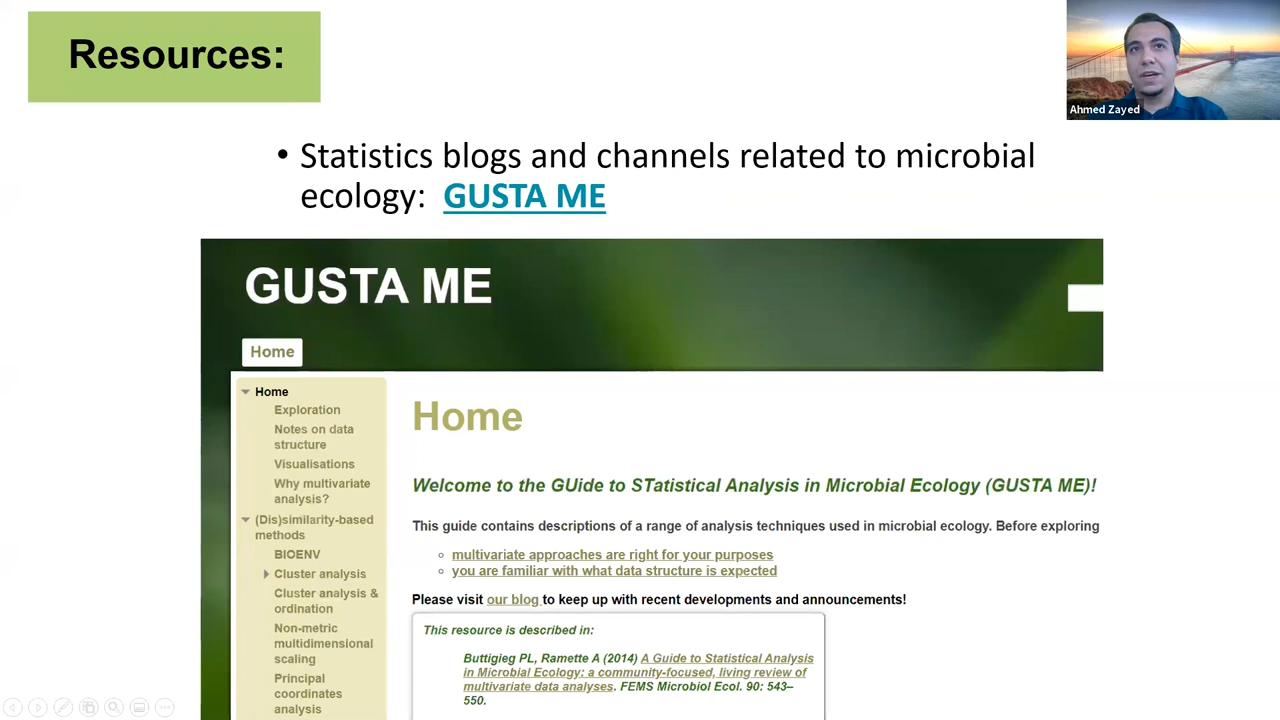 Resources:
Ahmed Zayed
• Statistics blogs and channels related to microbial
ecology: GUSTA ME
GUSTA ME
Home
Home
Exploration
Notes on data
structure
Visualisations
Why multivariate
analysis?
(Dis)similarity-based
methods
BIOENV
Cluster analysis
Cluster analysis &
ordination
Non-metric
multidimensional
scaling
Principal
coordinates
analysis
Home
Welcome to the GUide to STatistical Analysis in Microbial Ecology (GUSTA ME)!
This guide contains descriptions of a range of analysis techniques used in microbial ecology. Before exploring
multivariate approaches are right for your purposes
you are familiar with what data structure is expected
Please visit our blog to keep up with recent developments and announcements!
This resource is described in:
Buttigieg PL, Ramette A (2014) A Guide to Statistical Analysis
in Microbial Ecology: a community-focused, living review of
multivariate data analyses. FEMS Microbiol Ecol. 90: 543–
550.